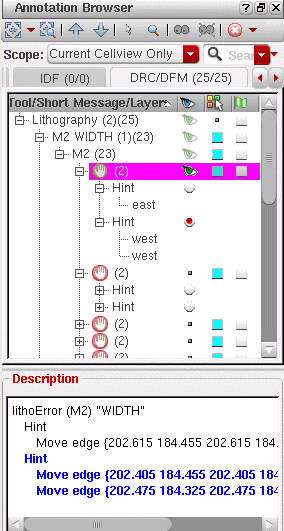 Annotation Browser
Scope: Current Cellview Only Sear
IDF (0/0) DRC/DFM (25/25)
Tool/Short Message/Layer
Lithography (2)(25)
M2 WIDTH (1)(23)
M2 (23)
(2)
Hint
east
Hint
west
west
(2)
Hint
Hint
(2)
(2)
(2)
Description
lithoError (M2) "WIDTH"
Hint
Move edge {202.615 184.455 202.615 184.
Hint
Move edge {202.405 184.455 202.405 184
Move edge {202.475 184.325 202.475 184